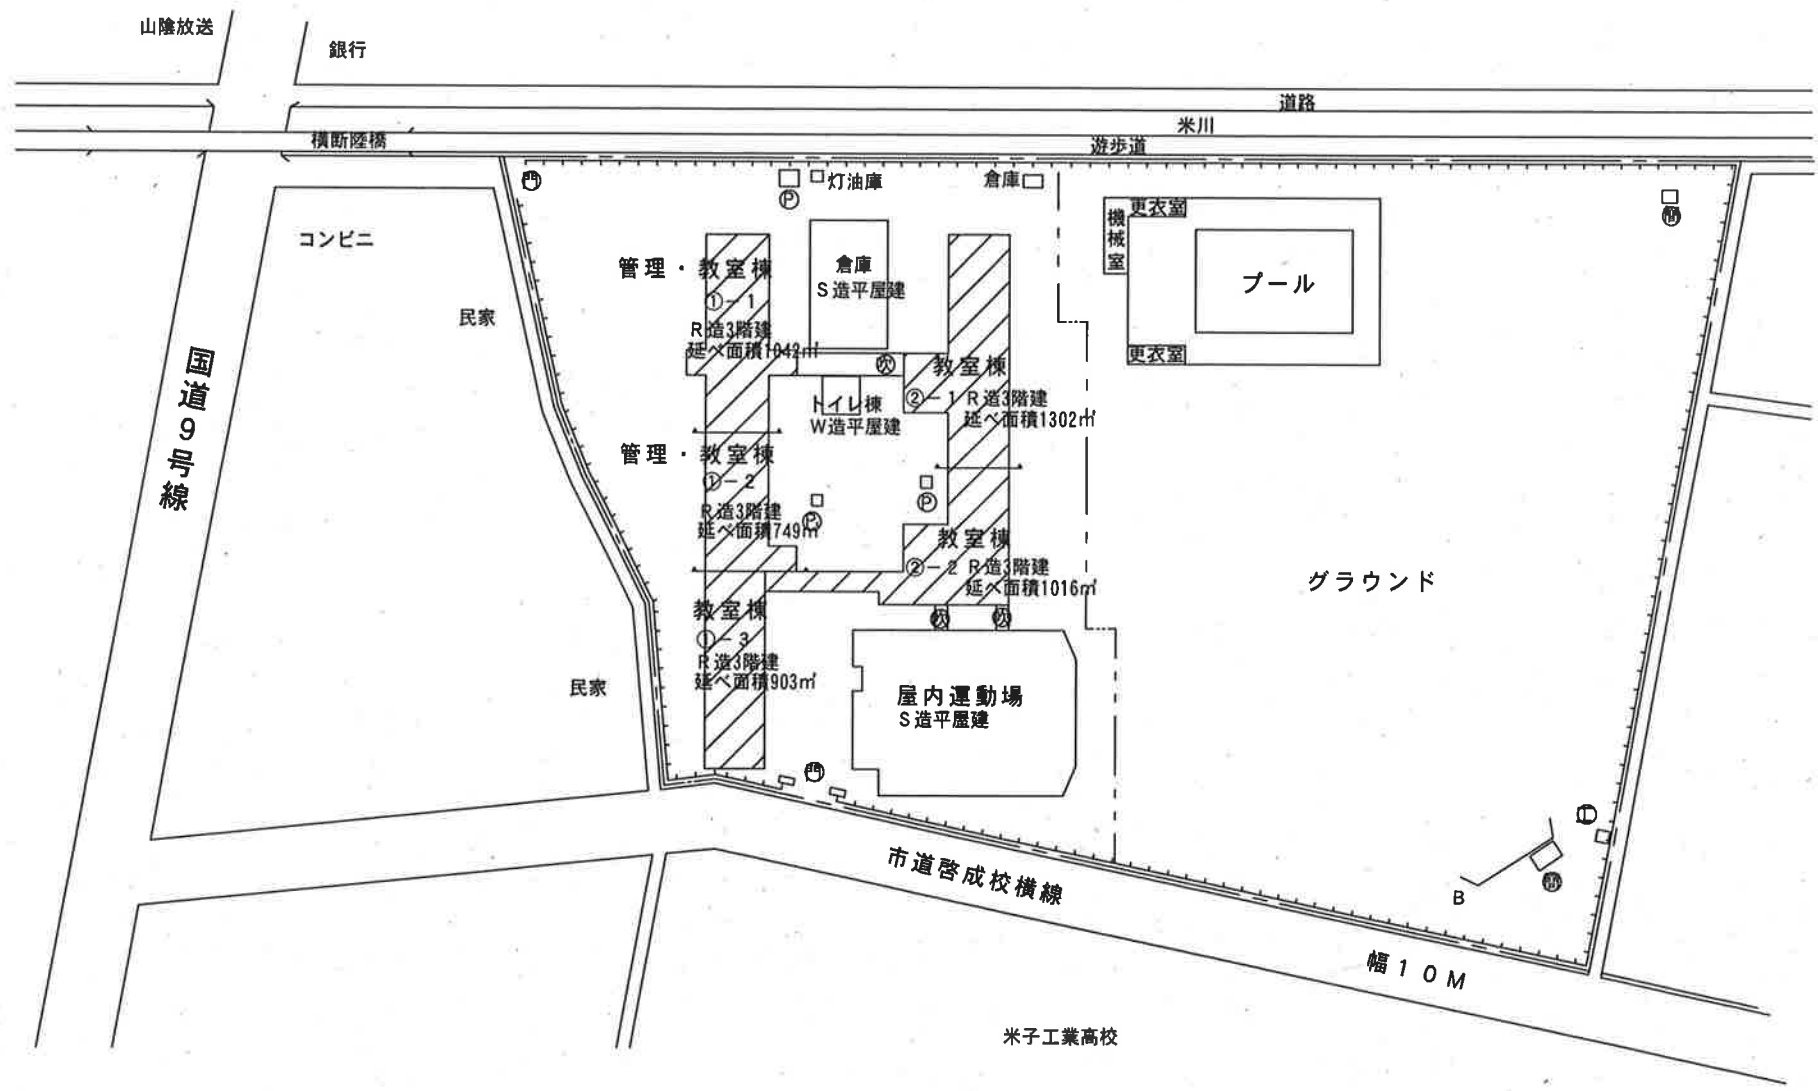 山陰放送
銀行
道路
米川
横断陸橋
遊歩道
門
灯油庫
倉庫
P
更衣室
機械室
コンビニ
管理・教室棟
①-1
R造3階建
延べ面積1042㎡
倉庫
S造平屋建
プール
民家
国道9号線
吹
教室棟
②-1 R造3階建
延べ面積1302㎡
更衣室
トイレ棟
W造平屋建
管理・教室棟
①-2
R造3階建
延べ面積749㎡
P
P
教室棟
②-2 R造3階建
延べ面積1016㎡
グラウンド
教室棟
①-3
R造3階建
延べ面積903㎡
吹
吹
民家
屋内運動場
S造平屋建
門
市道啓成校横線
B
幅10M
米子工業高校